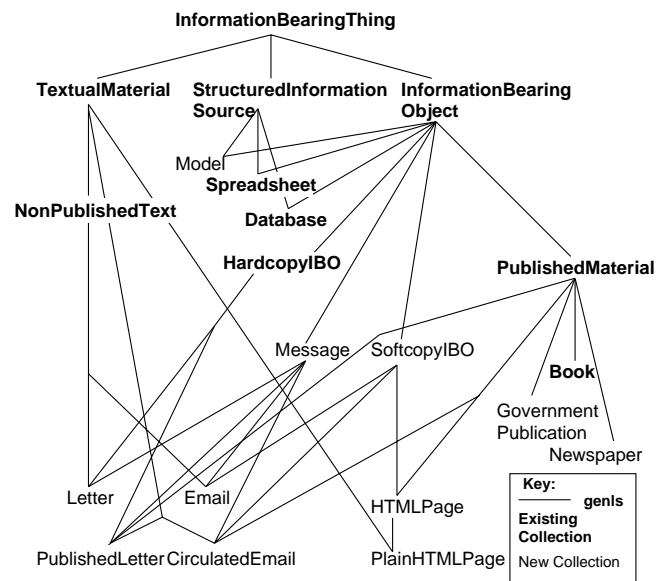 InformationBearingThing
TextualMaterial
StructuredInformation
Source
InformationBearing
Object
Model
Spreadsheet
NonPublishedText
Database
HardcopyIBO
PublishedMaterial
Message
SoftcopyIBO
Book
Government
Publication
Newspaper
Letter
Email
HTMLPage
PublishedLetter
CirculatedEmail
PlainHTMLPage
Key:
genls
Existing
Collection
New Collection